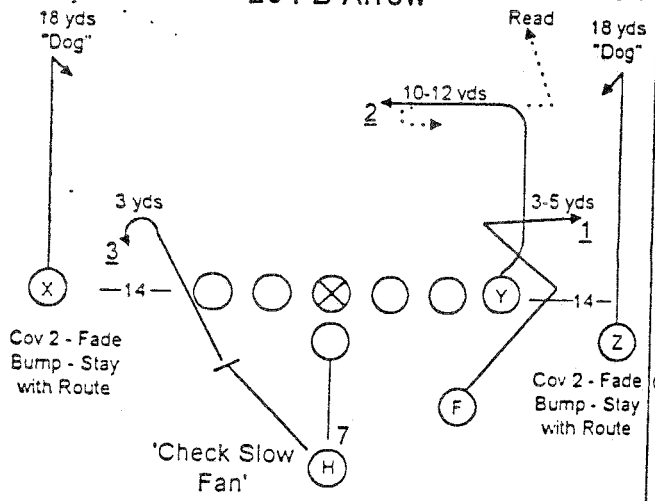 18 yds
"Dog"
Read
18 yds
"Dog"
10-12 yds
2
3 yds
3-5 yds
3
1
X
14
Y
14
Z
Cov 2 - Fade
Bump - Stay
with Route
Cov 2 - Fade
Bump - Stay
with Route
F
7
'Check Slow
Fan'
H